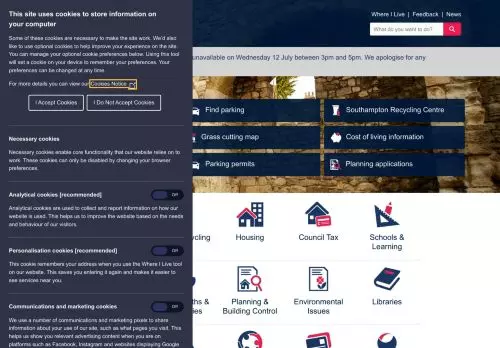 This site uses cookies to store information on
your computer
Some of these cookies are necessary to make the site work. We'd also
like to use optional cookies to help improve your experience on the site.
You can manage your optional cookie preferences below. Using this tool
will set a cookie on your device to remember your preferences. Your
preferences can be changed at any time.
For more details you can view our Cookies Notice
I Accept Cookies
I Do Not Accept Cookies
Necessary cookies
Necessary cookies enable core functionality that our website relies on to
work. These cookies can only be disabled by changing your browser
preferences.
Analytical cookies [recommended]
Off
Analytical cookies are used to collect and report information on how our
website is used. This helps us to improve the website based on the needs
and behaviour of our visitors.
Personalisation cookies [recommended]
Off
This cookie remembers your address when you use the Where I Live tool
on our website. This saves you entering it again and makes it easier to
see services near you.
Communications and marketing cookies
Off
We use a number of communications and marketing pixels to share
information about your use of our site, such as what pages you visit. This
helps us show you relevant advertising content when you are on
platforms such as Facebook, Instagram and websites displaying Google
Where I Live | Feedback | News
What do you want to do?
unavailable on Wednesday 12 July between 3pm and 5pm. We apologise for any
Find parking
Southampton Recycling Centre
Grass cutting map
Cost of living information
Parking permits
Planning applications
ycling
Housing
Council Tax
Schools &
Learning
ths &
Planning &
Building Control
Environmental
Issues
Libraries